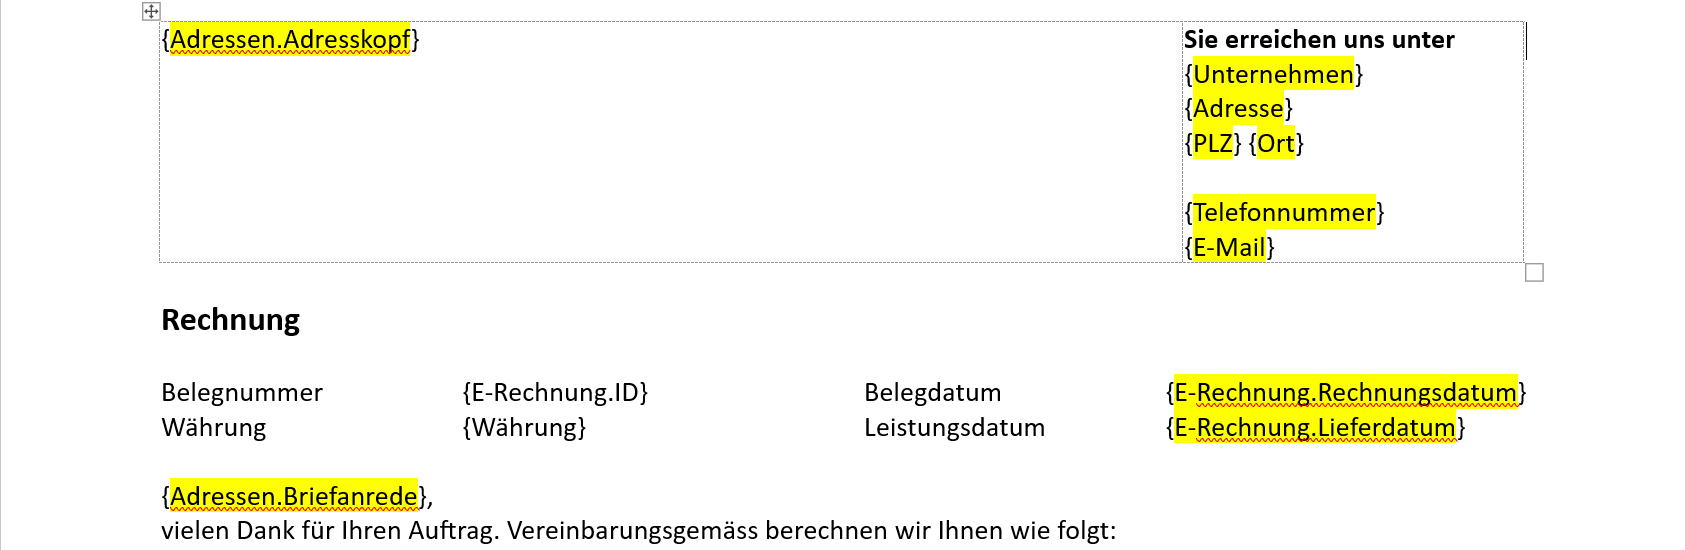 {Adressen.Adresskopf}
Sie erreichen uns unter
{Unternehmen}
{Adresse}
{PLZ} {Ort}
{Telefonnummer}
{E-Mail}
Rechnung
Belegnummer {E-Rechnung.ID} Belegdatum {E-Rechnung.Rechnungsdatum}
Währung {Währung} Leistungsdatum {E-Rechnung.Lieferdatum}
{Adressen.Briefanrede},
vielen Dank für Ihren Auftrag. Vereinbarungsgemäss berechnen wir Ihnen wie folgt: